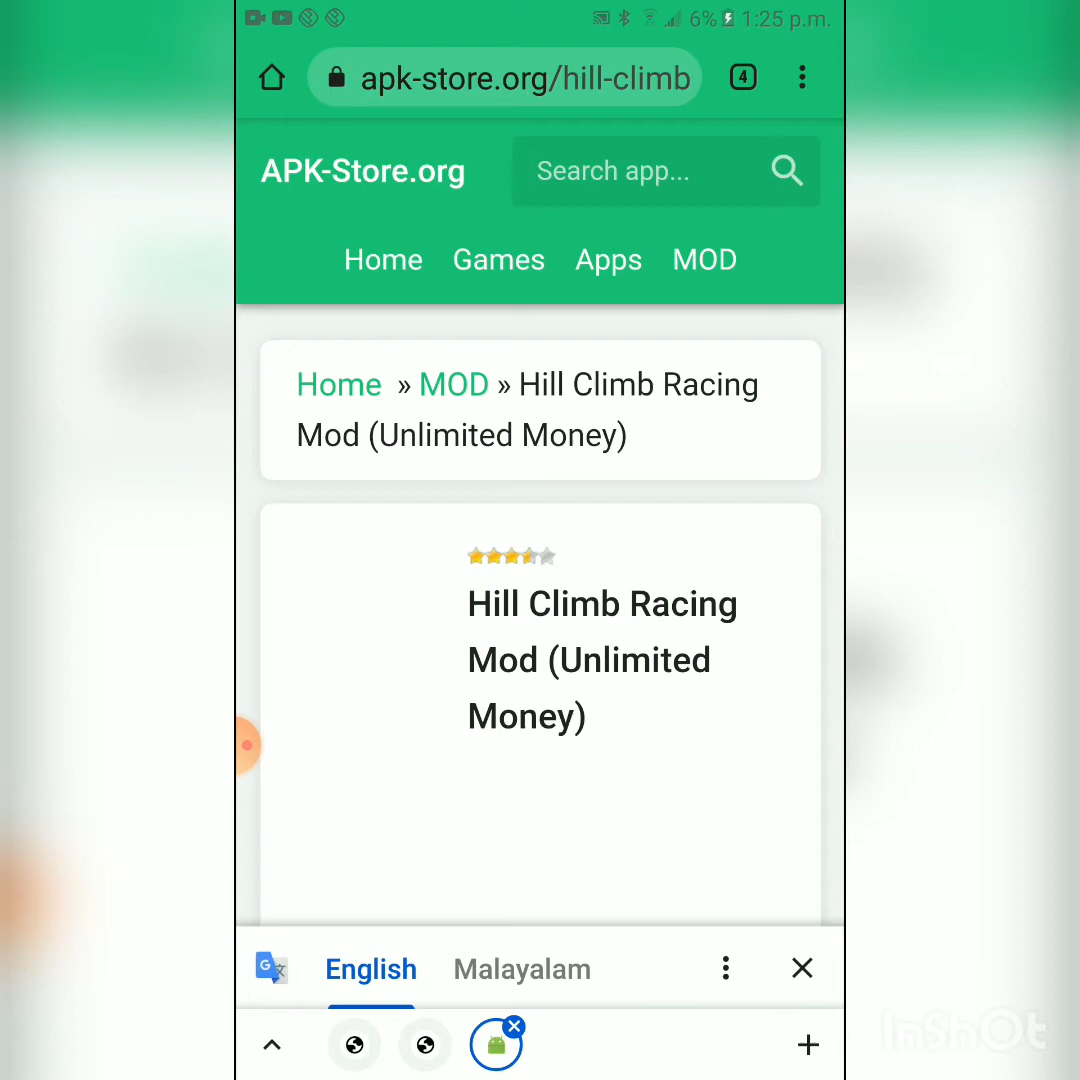 6% 1:25 p.m.
apk-store.org/hill-climb
4
APK-Store.org
Search app...
Home Games Apps MOD
Home » MOD » Hill Climb Racing
Mod (Unlimited Money)
Hill Climb Racing
Mod (Unlimited
Money)
English Malayalam
InShOt